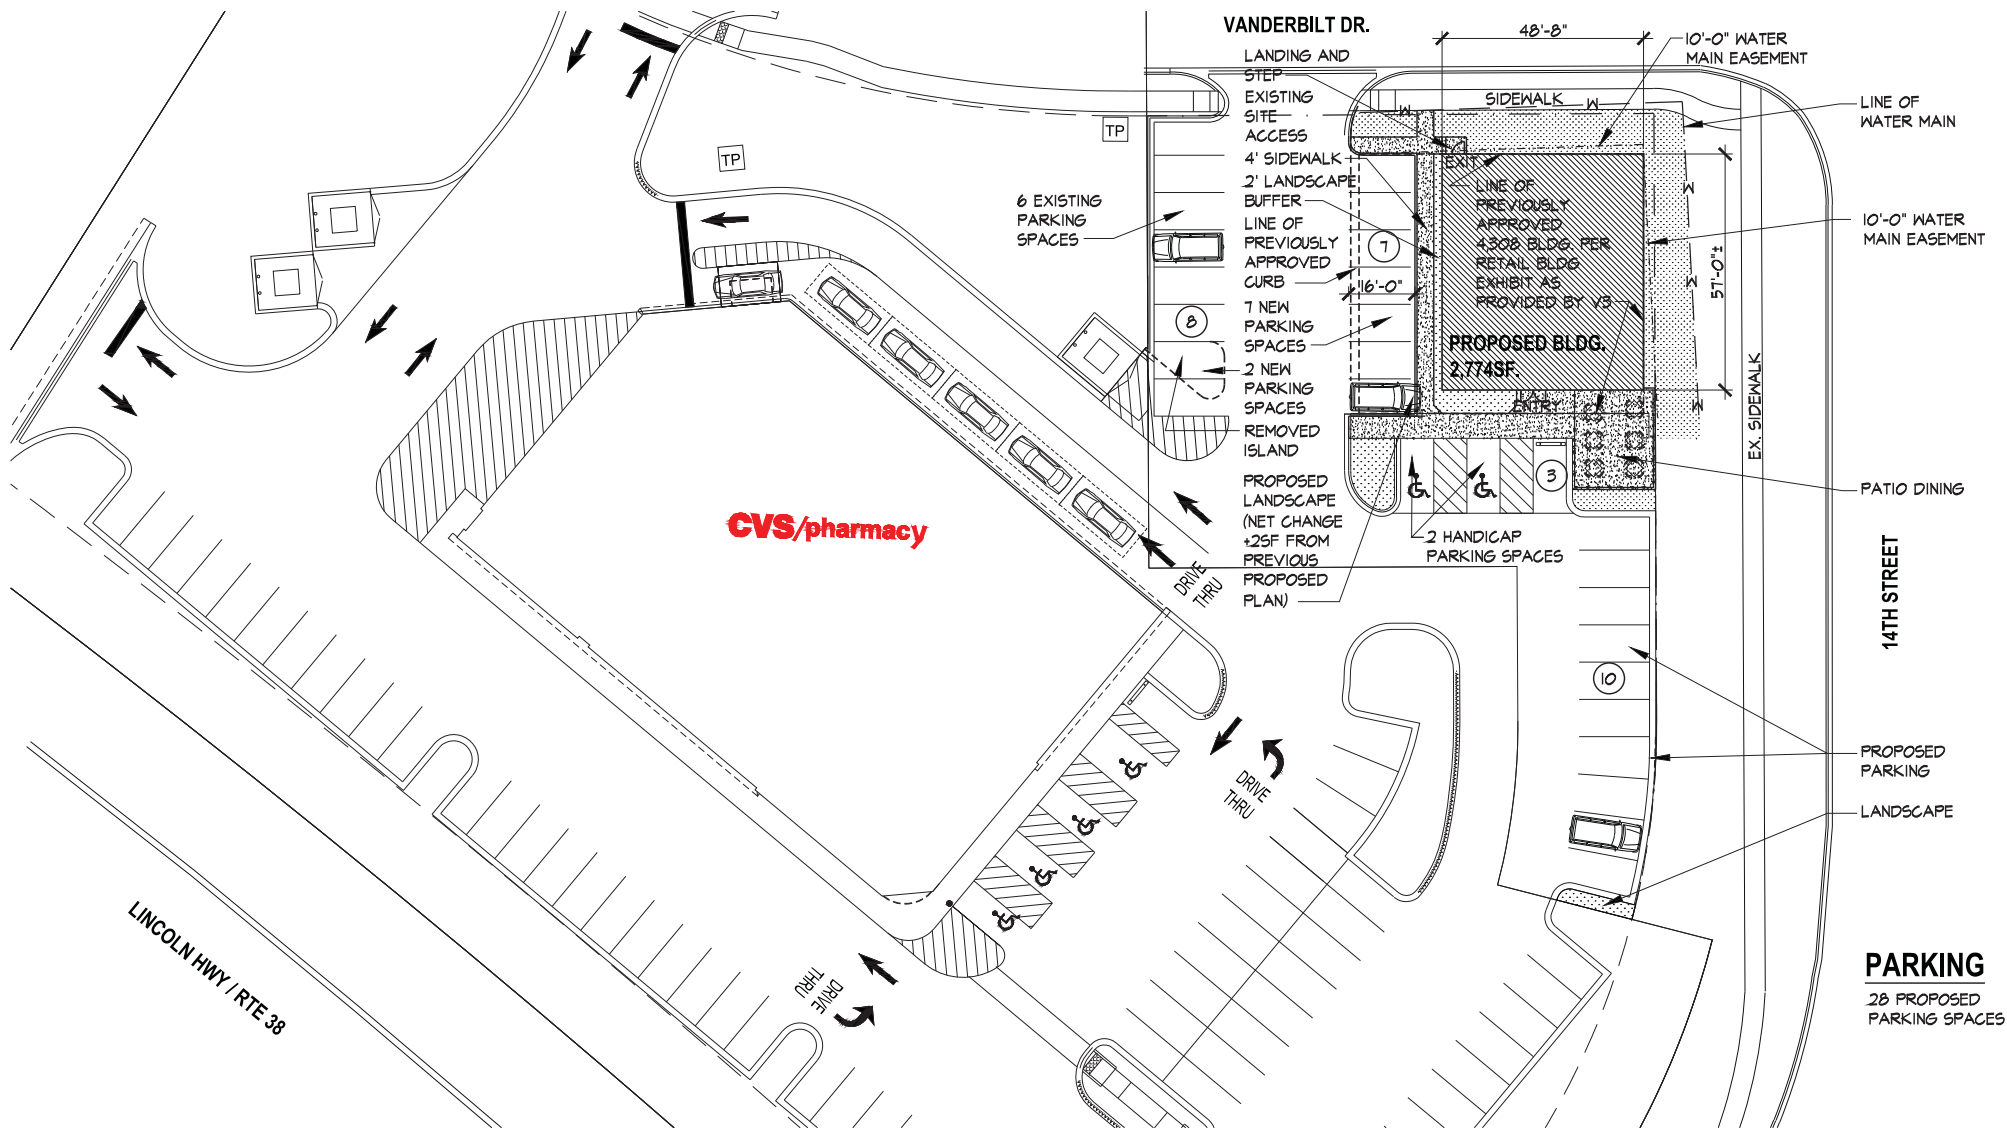 VANDERBILT DR.
48'-8"
10'-0" WATER
MAIN EASEMENT
LANDING AND
STEP
EXISTING
SITE
ACCESS
4' SIDEWALK
2' LANDSCAPE
BUFFER
LINE OF
PREVIOUSLY
APPROVED
CURB
7 NEW
PARKING
SPACES
2 NEW
PARKING
SPACES
REMOVED
ISLAND
PROPOSED
LANDSCAPE
(NET CHANGE
+2SF FROM
PREVIOUS
PROPOSED
PLAN)
SIDEWALK
W
W
LINE OF
WATER MAIN
TP
TP
EXIT
LINE OF
PREVIOUSLY
APPROVED
4,308 BLDG. PER
RETAIL BLDG
EXHIBIT AS
PROVIDED BY V3
PROPOSED BLDG.
2,774SF.
ENTRY
W
W
W
10'-0" WATER
MAIN EASEMENT
57'-0"±
6 EXISTING
PARKING
SPACES
7
16'-0"
8
3
EX. SIDEWALK
PATIO DINING
2 HANDICAP
PARKING SPACES
14TH STREET
CVS/pharmacy
DRIVE
THRU
10
PROPOSED
PARKING
LANDSCAPE
DRIVE
THRU
DRIVE
THRU
LINCOLN HWY / RTE 38
PARKING
28 PROPOSED
PARKING SPACES